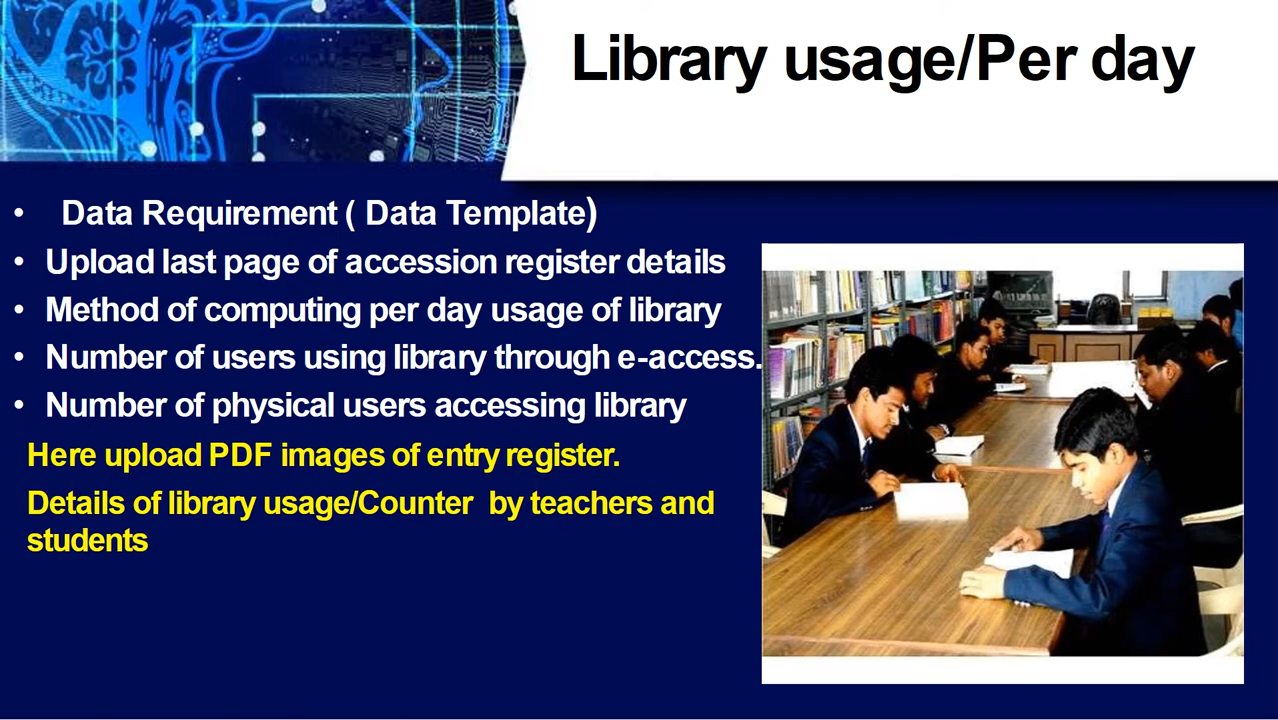 Library usage/Per day
• Data Requirement ( Data Template)
• Upload last page of accession register details
• Method of computing per day usage of library
• Number of users using library through e-access.
• Number of physical users accessing library
Here upload PDF images of entry register.
Details of library usage/Counter by teachers and
students